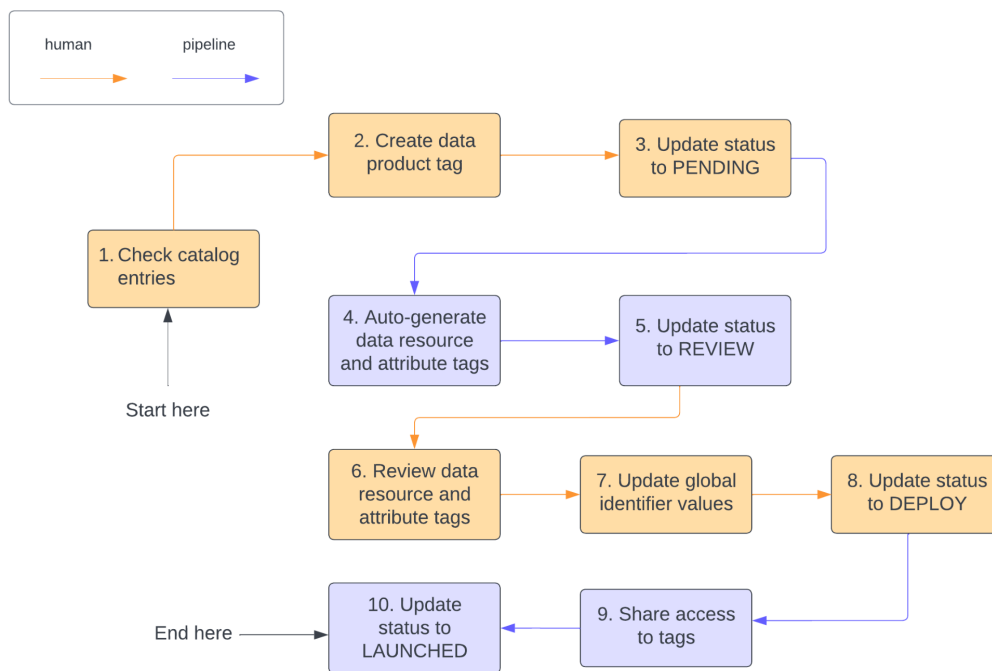 human
pipeline
2. Create data
product tag
3. Update status
to PENDING
1. Check catalog
entries
4. Auto-generate
data resource
and attribute tags
5. Update status
to REVIEW
Start here
6. Review data
resource and
attribute tags
7. Update global
identifier values
8. Update status
to DEPLOY
End here
10. Update
status to
LAUNCHED
9. Share access
to tags